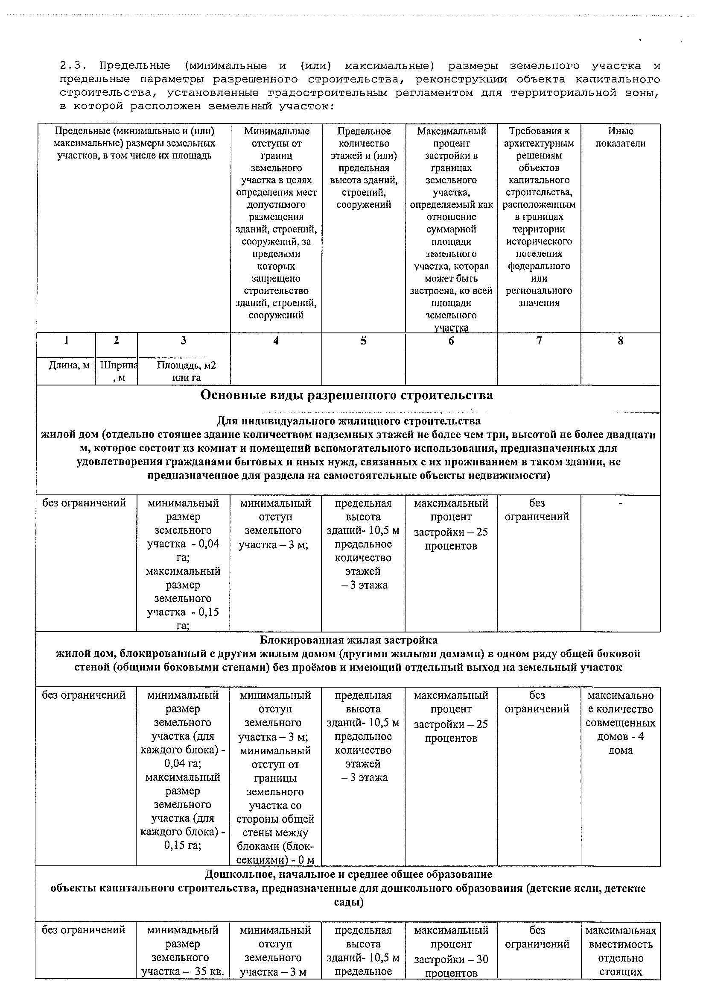 2.3. Предельные (минимальные и (или) максимальные) размеры земельного участка и
предельные параметры разрешенного строительства, реконструкции объекта капитального
строительства, установленные градостроительным регламентом для территориальной зоны,
в которой расположен земельный участок:
Предельные (минимальные и (или)
максимальные) размеры земельных
участков, в том числе их площадь
Минимальные
отступы от
границ
земельного
участка в целях
определения мест
допустимого
размещения
зданий, строений,
сооружений, за
пределами
которых
запрещено
строительство
зданий, строений,
сооружений
Предельное
количество
этажей и (или)
предельная
высота зданий,
строений,
сооружений
Максимальный
процент
застройки в
границах
земельного
участка,
определяемый как
отношение
суммарной
площади
земельного
участка, которая
может быть
застроена, ко всей
площади
земельного
участка
Требования к
архитектурным
решениям
объектов
капитального
строительства,
расположенным
в границах
территории
исторического
поселения
федерального
или
регионального
значения
Иные
показатели
1
2
3
4
5
6
7
8
Длина, м
Ширина
, м
Площадь, м2
или га
Основные виды разрешенного строительства
Для индивидуального жилищного строительства
жилой дом (отдельно стоящее здание количеством надземных этажей не более чем три, высотой не более двадцати
м, которое состоит из комнат и помещений вспомогательного использования, предназначенных для
удовлетворения гражданами бытовых и иных нужд, связанных с их проживанием в таком здании, не
предназначенное для раздела на самостоятельные объекты недвижимости)
без ограничений
минимальный
размер
земельного
участка - 0,04
га;
максимальный
размер
земельного
участка - 0,15
га;
минимальный
отступ
земельного
участка – 3 м;
предельная
высота
зданий- 10,5 м
предельное
количество
этажей
– 3 этажа
максимальный
процент
застройки – 25
процентов
без
ограничений
-
Блокированная жилая застройка
жилой дом, блокированный с другим жилым домом (другими жилыми домами) в одном ряду общей боковой
стеной (общими боковыми стенами) без проёмов и имеющий отдельный выход на земельный участок
без ограничений
минимальный
размер
земельного
участка (для
каждого блока) -
0,04 га;
максимальный
размер
земельного
участка (для
каждого блока) -
0,15 га;
минимальный
отступ
земельного
участка – 3 м;
минимальный
отступ от
границы
земельного
участка со
стороны общей
стены между
блоками (блок-
секциями) - 0 м
предельная
высота
зданий- 10,5 м
предельное
количество
этажей
– 3 этажа
максимальный
процент
застройки – 25
процентов
без
ограничений
максимально
е количество
совмещенных
домов - 4
дома
Дошкольное, начальное и среднее общее образование
объекты капитального строительства, предназначенные для дошкольного образования (детские ясли, детские
сады)
без ограничений
минимальный
размер
земельного
участка – 35 кв.
минимальный
отступ
земельного
участка – 3 м
предельная
высота
зданий- 10,5 м
предельное
максимальный
процент
застройки – 30
процентов
без
ограничений
максимальная
вместимость
отдельно
стоящих